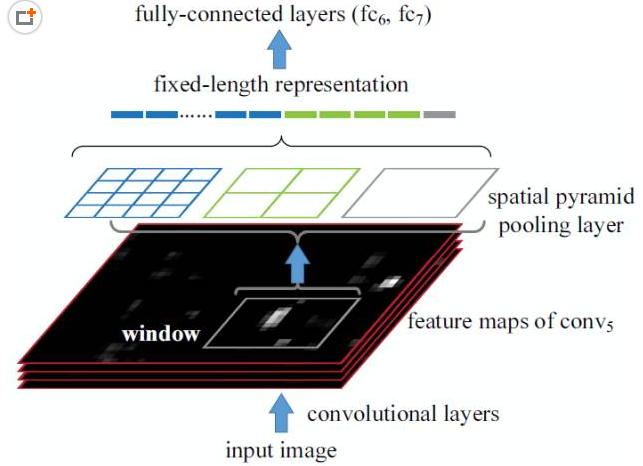 fully-connected layers (fc₆, fc₇)
fixed-length representation
......
spatial pyramid
pooling layer
window
feature maps of conv₅
convolutional layers
input image